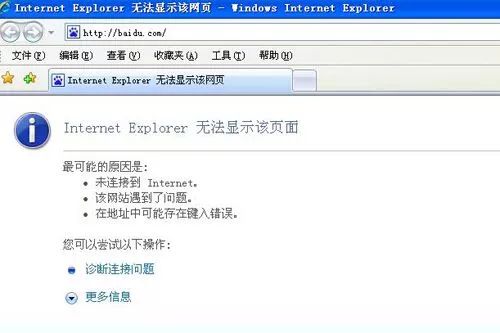 Internet Explorer 无法显示该网页 - Windows Internet Explorer
http://baidu.com/
文件(F) 编辑(E) 查看(V) 收藏夹(A) 工具(T) 帮助(H)
Internet Explorer 无法显示该网页
Internet Explorer 无法显示该页面
最可能的原因是:
• 未连接到 Internet。
• 该网站遇到了问题。
• 在地址中可能存在键入错误。
您可以尝试以下操作:
诊断连接问题
更多信息